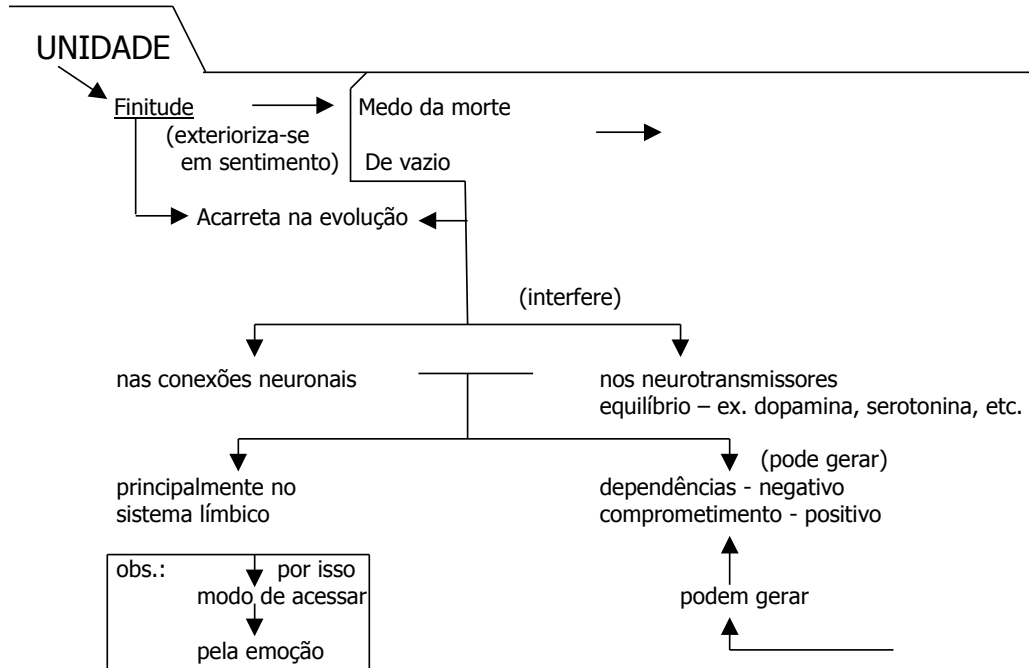 UNIDADE
Finitude
Medo da morte
(exterioriza-se
em sentimento)
De vazio
Acarreta na evolução
(interfere)
nas conexões neuronais
nos neurotransmissores
equilíbrio – ex. dopamina, serotonina, etc.
(pode gerar)
principalmente no
sistema límbico
dependências - negativo
comprometimento - positivo
obs.:
por isso
modo de acessar
pela emoção
podem gerar